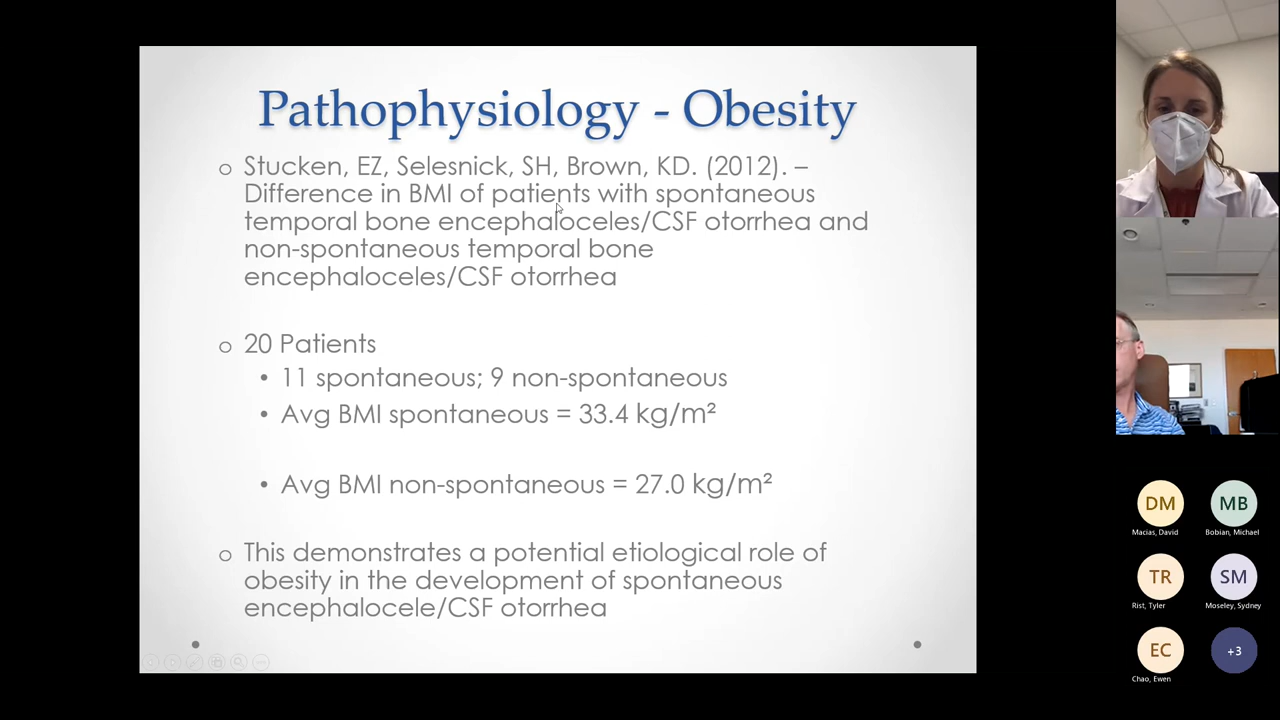 Pathophysiology - Obesity
o Stucken, EZ, Selesnick, SH, Brown, KD. (2012). –
Difference in BMI of patients with spontaneous
temporal bone encephaloceles/CSF otorrhea and
non-spontaneous temporal bone
encephaloceles/CSF otorrhea
o 20 Patients
• 11 spontaneous; 9 non-spontaneous
• Avg BMI spontaneous = 33.4 kg/m²
• Avg BMI non-spontaneous = 27.0 kg/m²
o This demonstrates a potential etiological role of
obesity in the development of spontaneous
encephalocele/CSF otorrhea
DM
MB
Macias, David
Bobian, Michael
TR
SM
Rist, Tyler
Moseley, Sydney
EC
+3
Chao, Ewen